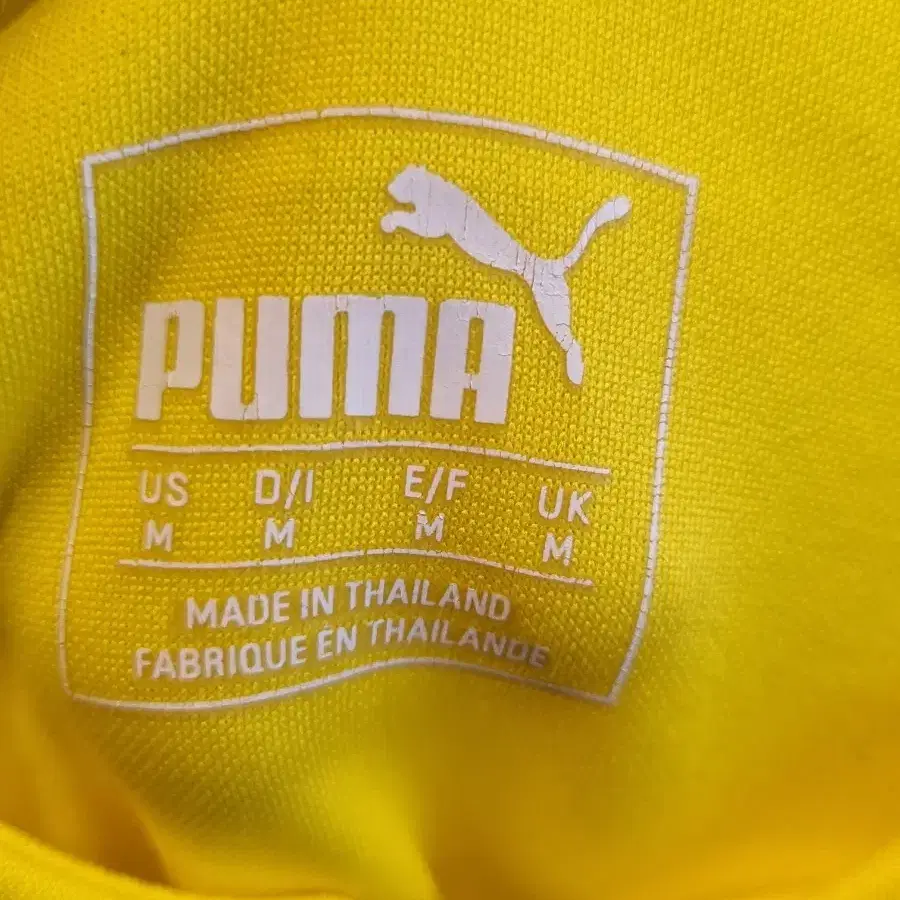 PUMA
US D/I E/F UK
M M M M
MADE IN THAILAND
FABRIQUE EN THAILANDE